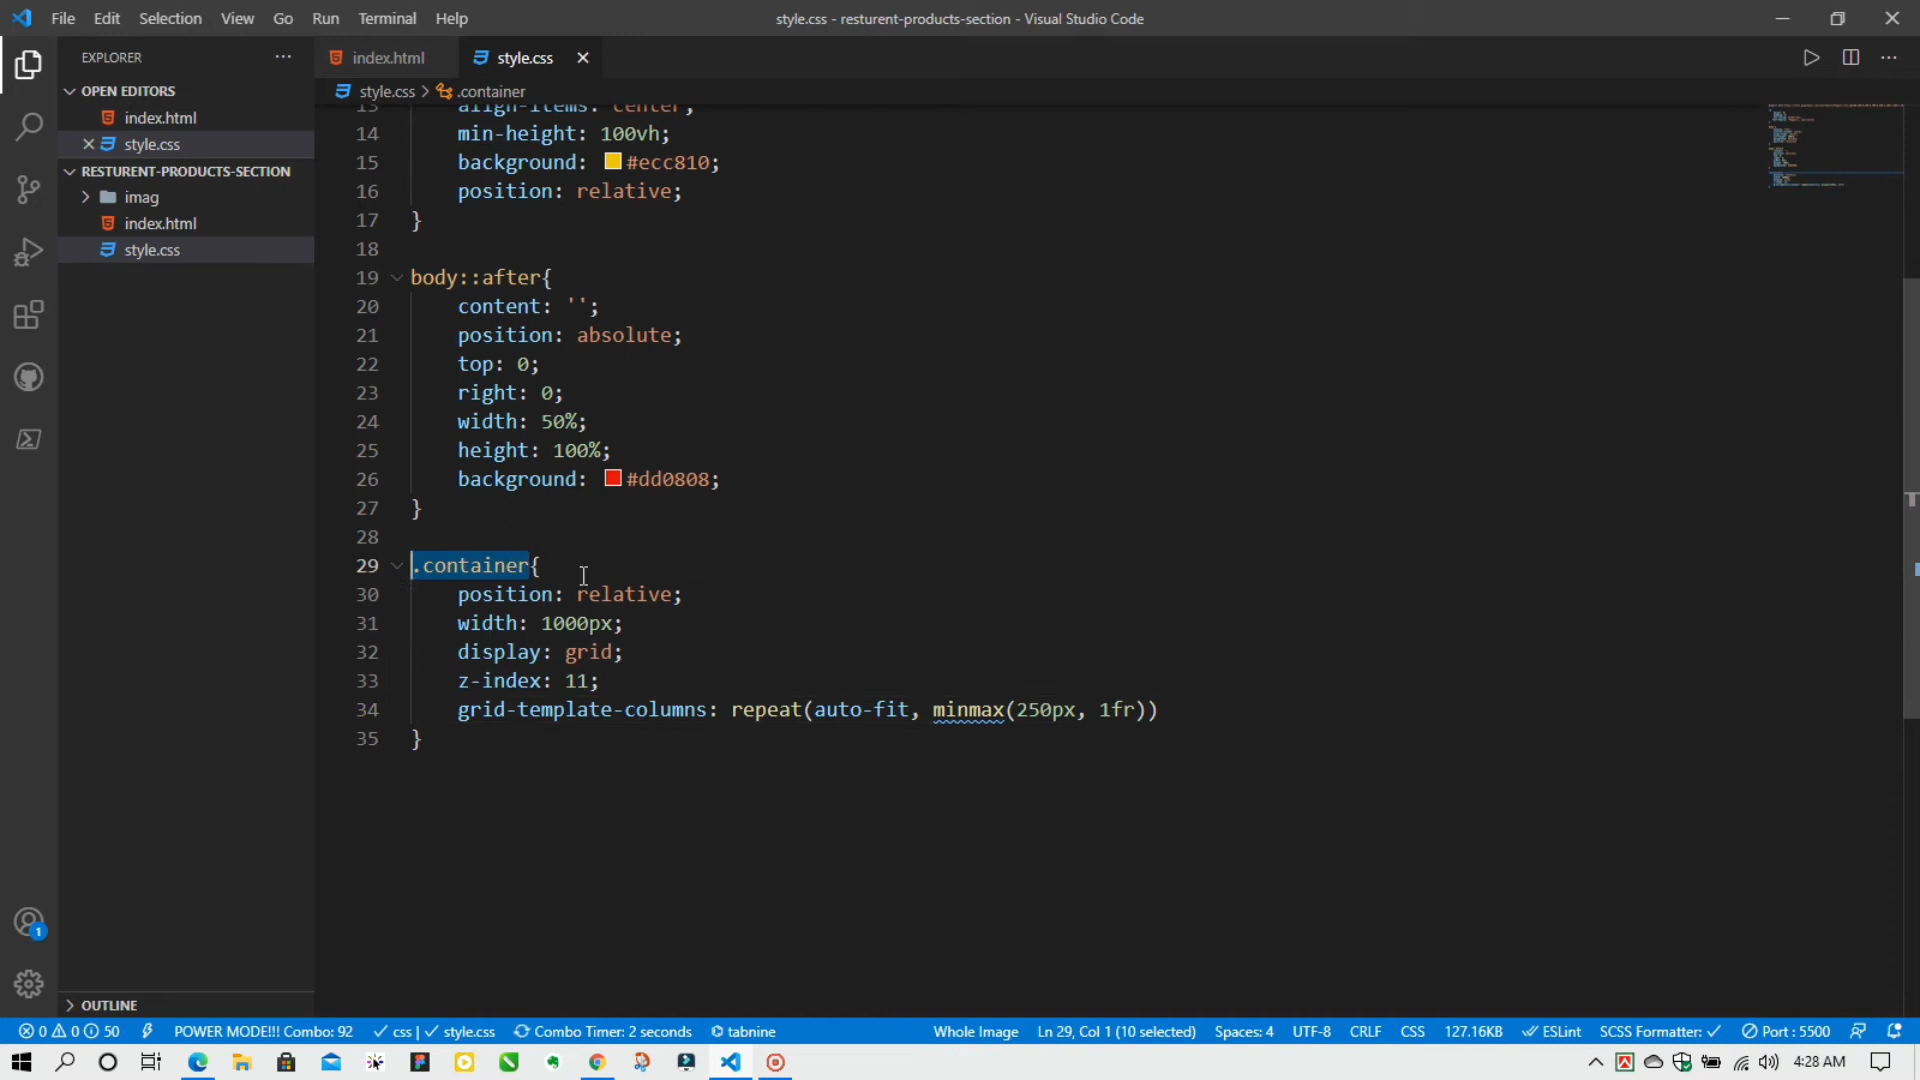 File Edit Selection View Go Run Terminal Help
style.css - resturent-products-section - Visual Studio Code
EXPLORER
OPEN EDITORS
index.html
style.css
RESTURENT-PRODUCTS-SECTION
imag
index.html
style.css
OUTLINE
index.html style.css
style.css > .container
13 align-items: center;
14 min-height: 100vh;
15 background: #ecc810;
16 position: relative;
17 }
18
19 body::after{
20 content: '';
21 position: absolute;
22 top: 0;
23 right: 0;
24 width: 50%;
25 height: 100%;
26 background: #dd0808;
27 }
28
29 .container{
30 position: relative;
31 width: 1000px;
32 display: grid;
33 z-index: 11;
34 grid-template-columns: repeat(auto-fit, minmax(250px, 1fr))
35 }
1
0 0 50 POWER MODE!!! Combo: 92 css | style.css Combo Timer: 2 seconds tabnine Whole Image Ln 29, Col 1 (10 selected) Spaces: 4 UTF-8 CRLF CSS 127.16KB ESLint SCSS Formatter: Port : 5500
4:28 AM